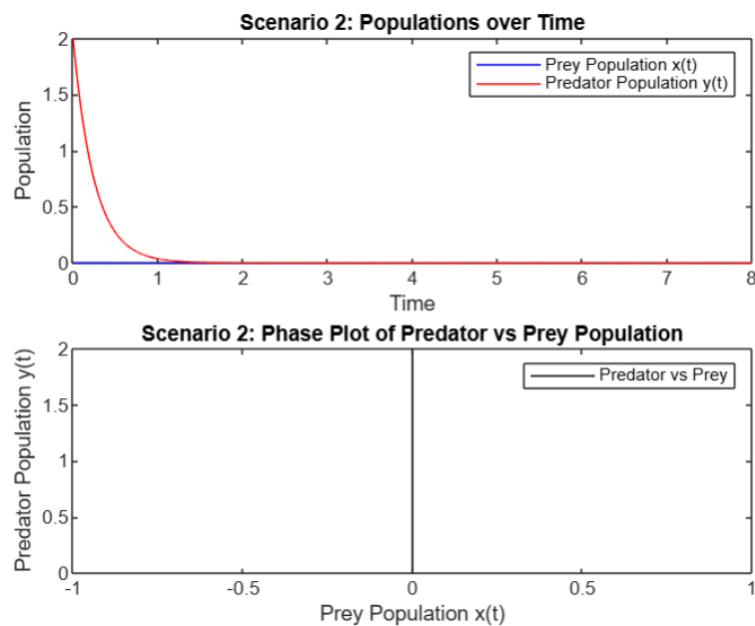 Scenario 2: Populations over Time
2
1.5
1
0.5
0
Population
Prey Population x(t)
Predator Population y(t)
0 1 2 3 4 5 6 7 8
Time
Scenario 2: Phase Plot of Predator vs Prey Population
2
1.5
1
0.5
0
Predator Population y(t)
Predator vs Prey
-1 -0.5 0 0.5 1
Prey Population x(t)